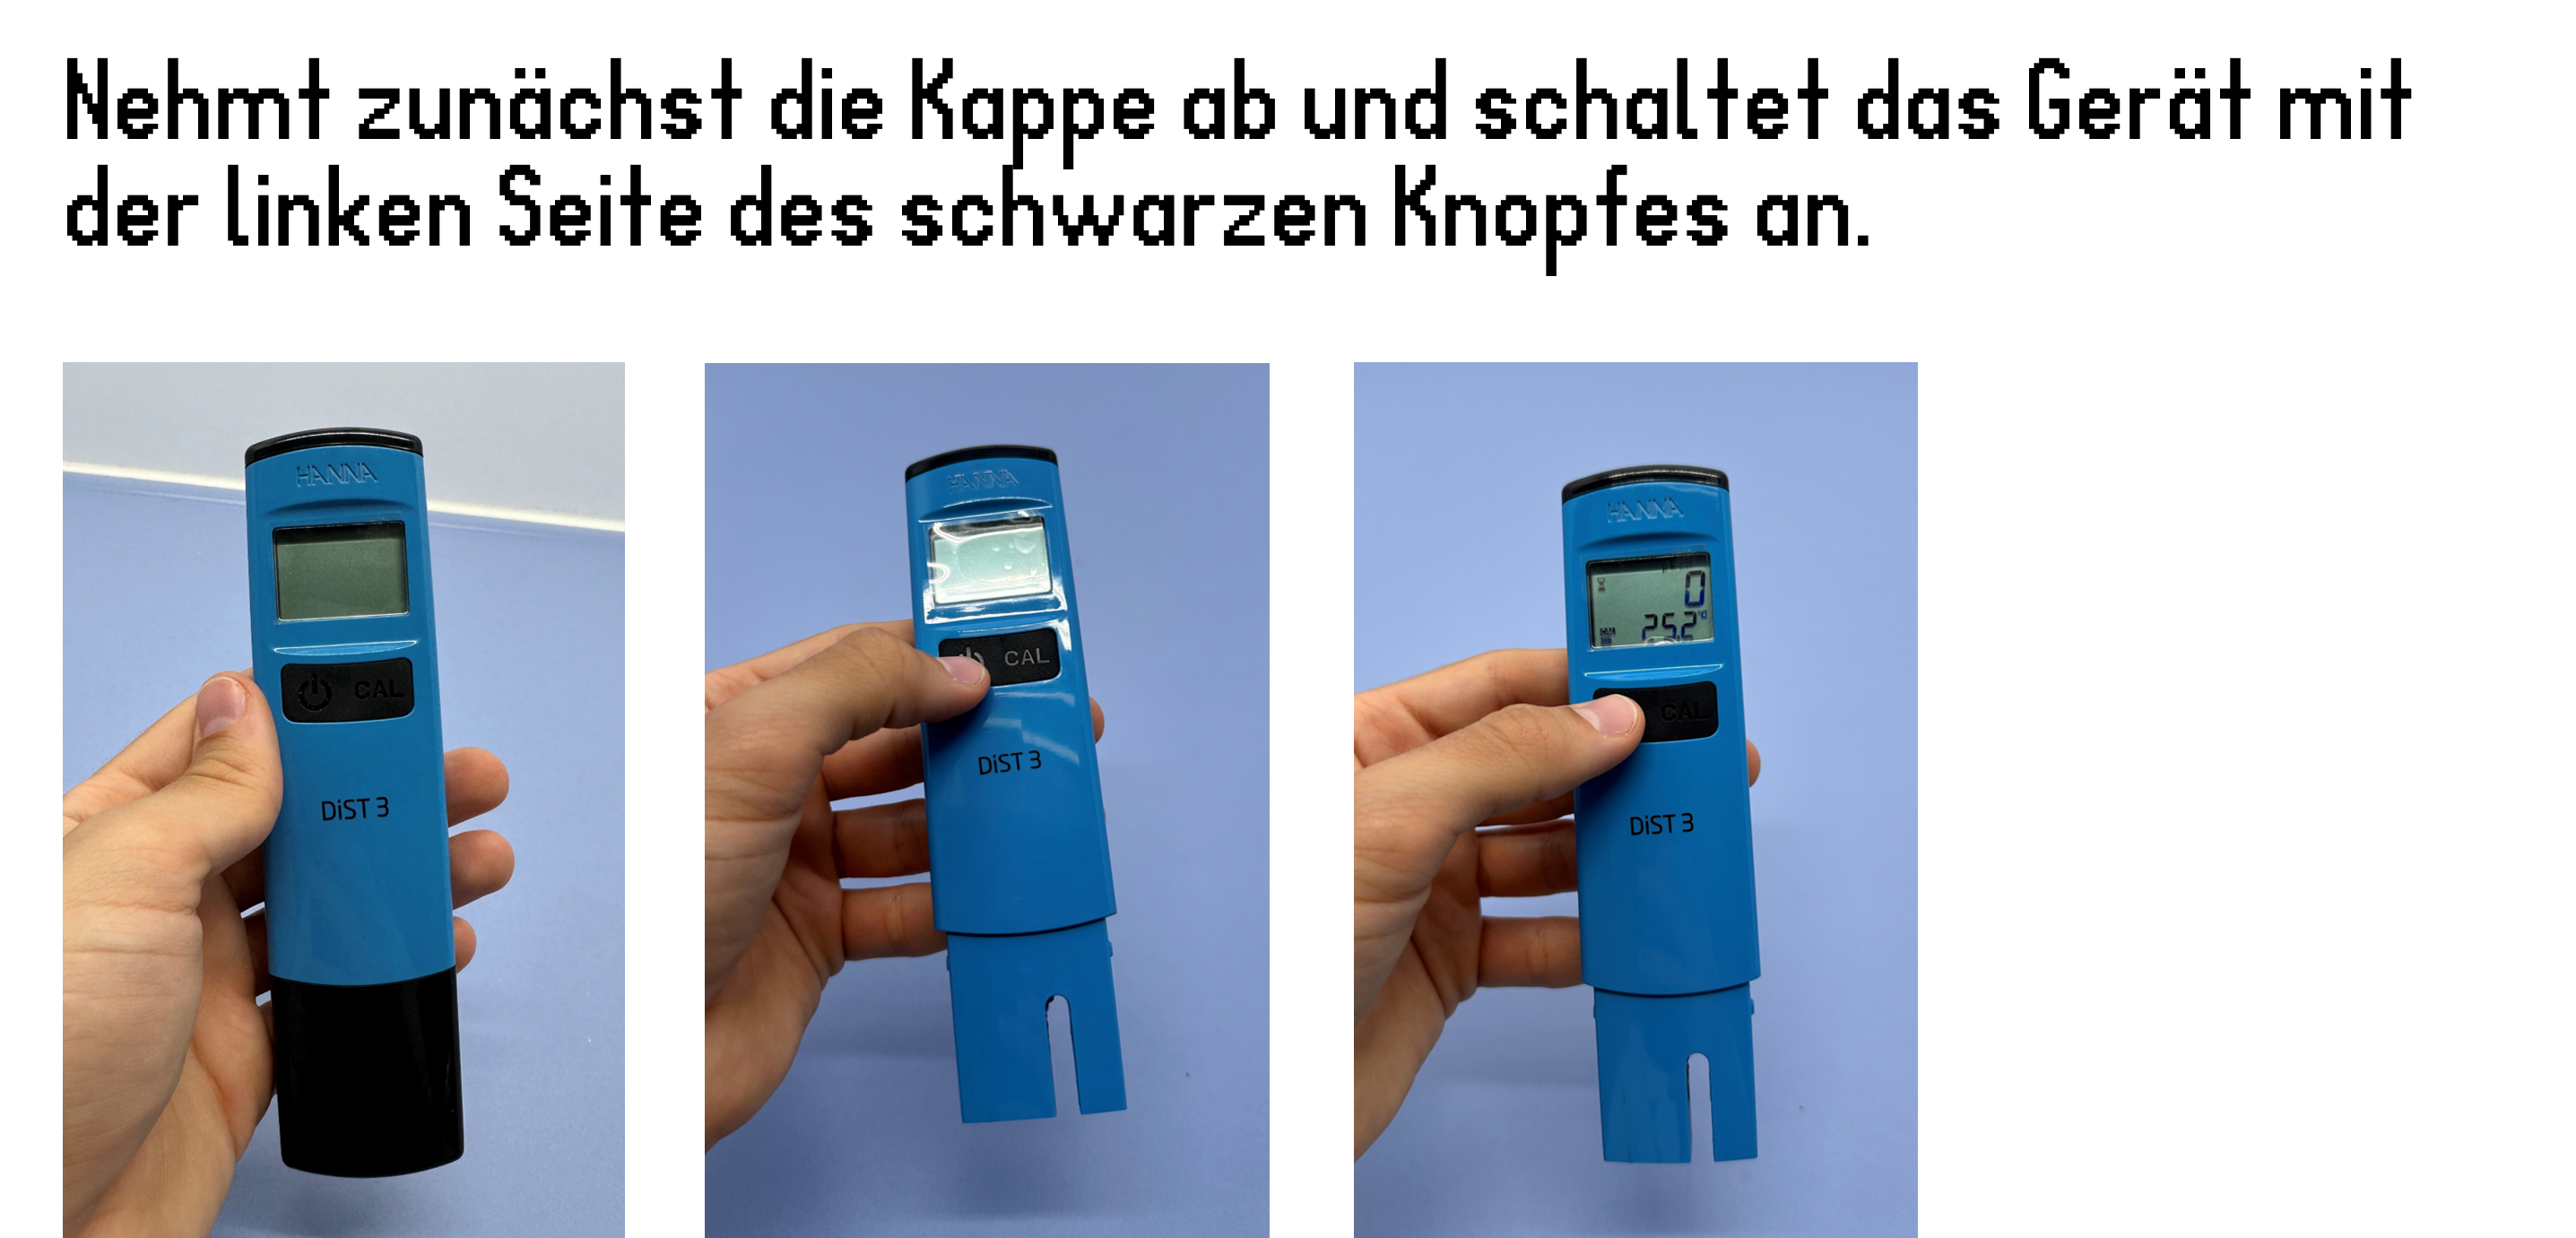 Nehmt zunächst die Kappe ab und schaltet das Gerät mit
der linken Seite des schwarzen Knopfes an.
HANNA
CAL
DiST 3
HANNA
CAL
DiST 3
HANNA
0
25.2 °C
CAL
DiST 3